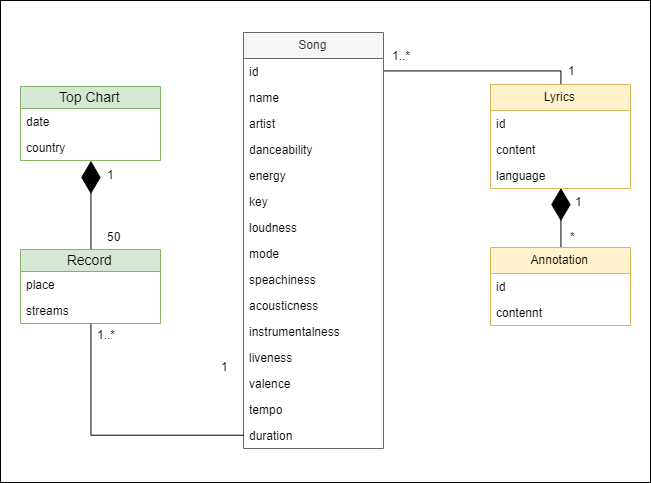 Song
id
name
artist
danceability
energy
key
loudness
mode
speachiness
acousticness
instrumentalness
liveness
valence
tempo
duration
Top Chart
date
country
1
50
Record
place
streams
1..*
1
1..*
1
Lyrics
id
content
language
1
*
Annotation
id
contennt